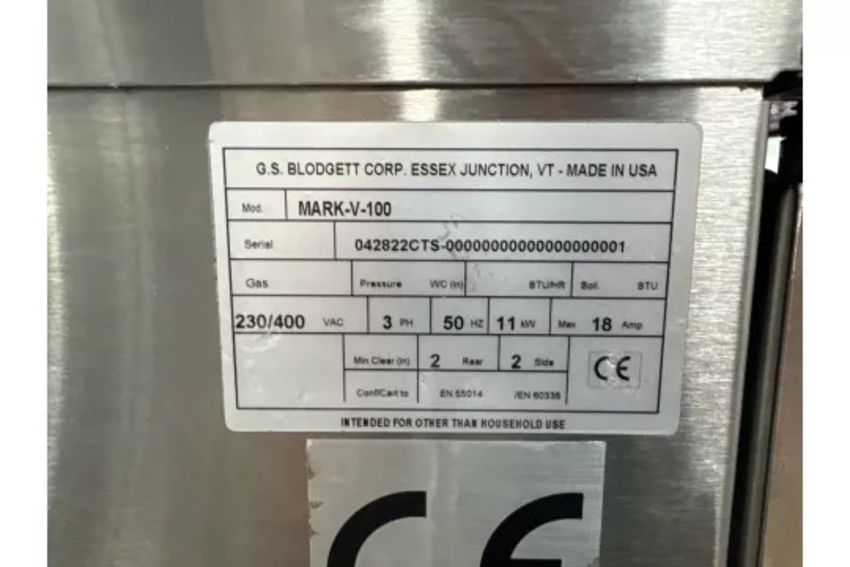 G.S. BLODGETT CORP. ESSEX JUNCTION, VT - MADE IN USA
Mod. MARK-V-100
Serial 042822CTS-00000000000000000001
Gas Pressure WC (in) BTU/HR Boil. BTU
230/400 VAC 3 PH 50 HZ 11 kW Max 18 Amp
Min Clear (in) 2 Rear 2 Side CE
Conf/Cert to EN 55014 /EN 60335
INTENDED FOR OTHER THAN HOUSEHOLD USE
CE